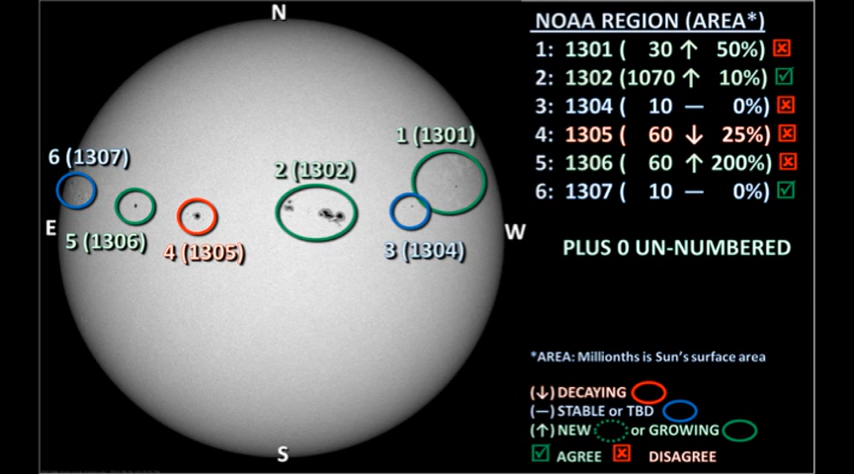 N
NOAA REGION (AREA*)
1: 1301 ( 30 ↑ 50%) ☒
2: 1302 (1070 ↑ 10%) ☑
3: 1304 ( 10 — 0%) ☒
4: 1305 ( 60 ↓ 25%) ☒
5: 1306 ( 60 ↑ 200%) ☒
6: 1307 ( 10 — 0%) ☑
PLUS 0 UN-NUMBERED
1 (1301)
6 (1307)
2 (1302)
E
W
5 (1306)
4 (1305)
3 (1304)
S
*AREA: Millionths is Sun's surface area
(↓) DECAYING
(—) STABLE or TBD
(↑) NEW or GROWING
☑ AGREE ☒ DISAGREE